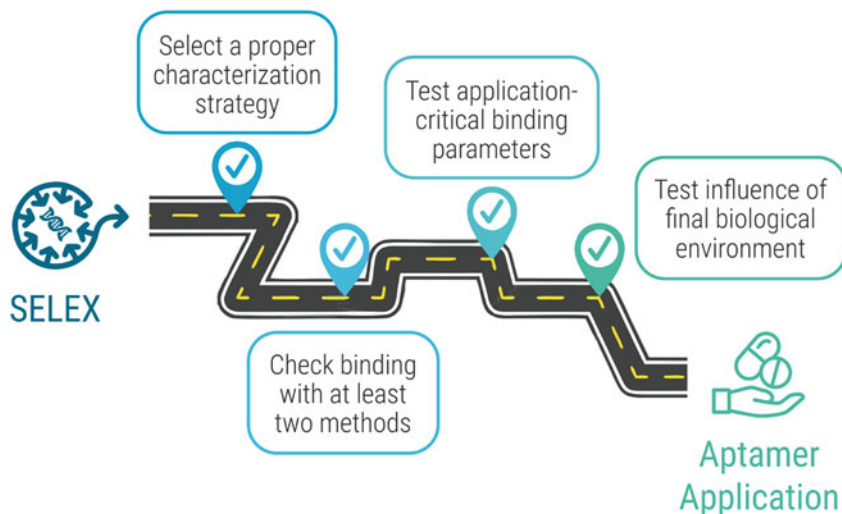 Select a proper
characterization
strategy
Test application-
critical binding
parameters
Test influence of
final biological
environment
SELEX
Check binding
with at least
two methods
Aptamer
Application